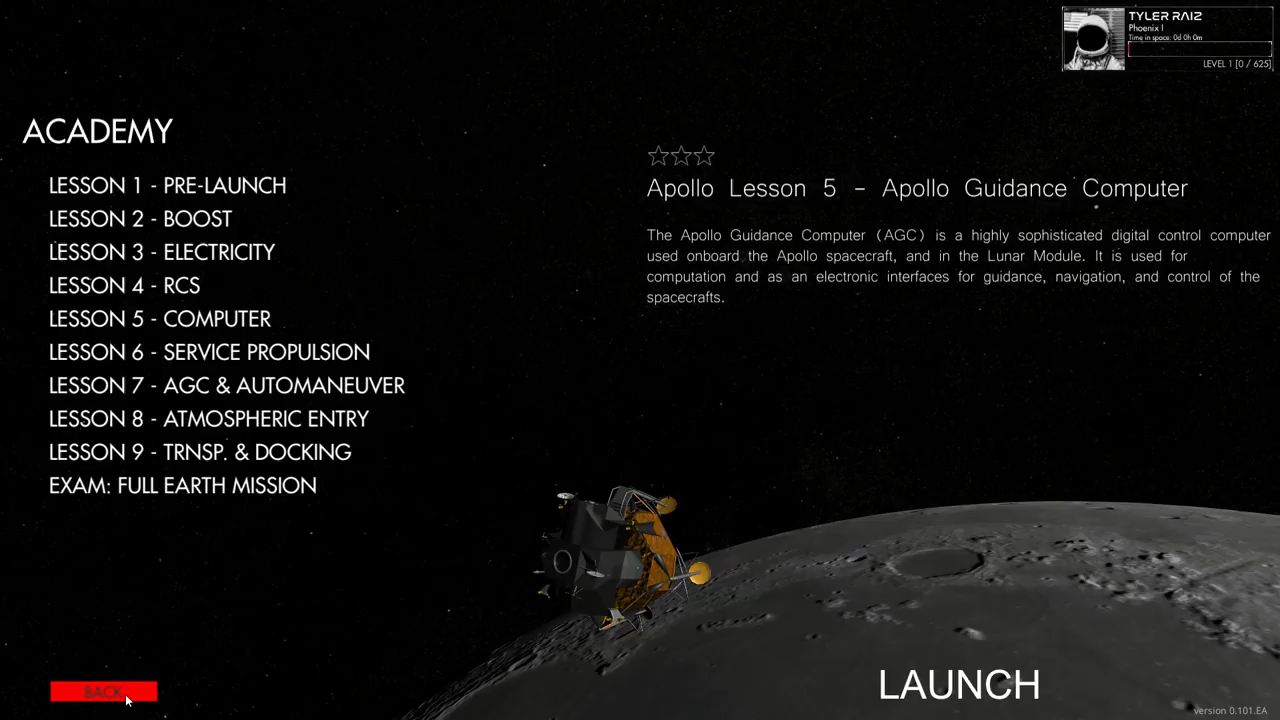 TYLER RAIZ
Phoenix I
Time in space: 0d 0h 0m
LEVEL 1 [0 / 625]
ACADEMY
LESSON 1 - PRE-LAUNCH
LESSON 2 - BOOST
LESSON 3 - ELECTRICITY
LESSON 4 - RCS
LESSON 5 - COMPUTER
LESSON 6 - SERVICE PROPULSION
LESSON 7 - AGC & AUTOMANEUVER
LESSON 8 - ATMOSPHERIC ENTRY
LESSON 9 - TRNSP. & DOCKING
EXAM: FULL EARTH MISSION
Apollo Lesson 5 - Apollo Guidance Computer
The Apollo Guidance Computer (AGC) is a highly sophisticated digital control computer
used onboard the Apollo spacecraft, and in the Lunar Module. It is used for
computation and as an electronic interfaces for guidance, navigation, and control of the
spacecrafts.
BACK
LAUNCH
version 0.101.EA